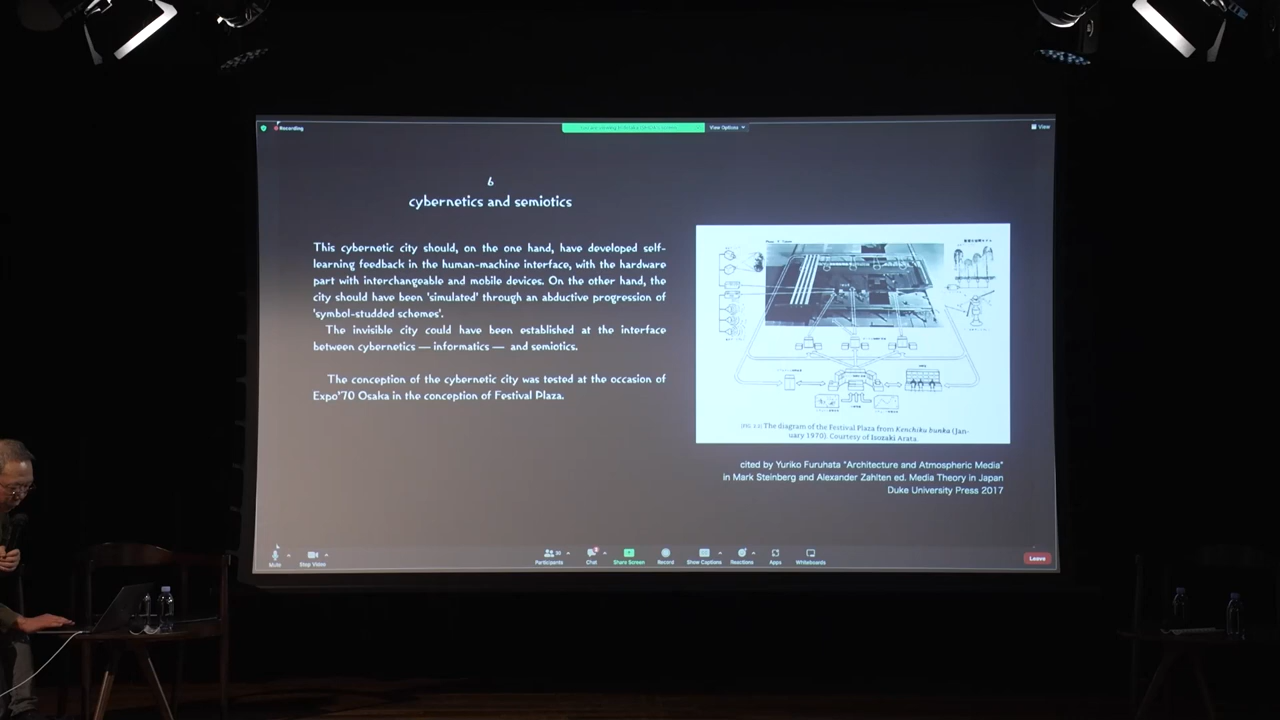 Recording
View Options
View
6
cybernetics and semiotics
This cybernetic city should, on the one hand, have developed self-
learning feedback in the human-machine interface, with the hardware
part with interchangeable and mobile devices. On the other hand, the
city should have been 'simulated' through an abductive progression of
'symbol-studded schemes'.
The invisible city could have been established at the interface
between cybernetics — informatics — and semiotics.
The conception of the cybernetic city was tested at the occasion of
Expo'70 Osaka in the conception of Festival Plaza.
The diagram of the Festival Plaza from Kenchiku bunka (Jan-
uary 1970). Courtesy of Isozaki Arata.
cited by Yuriko Furuhata "Architecture and Atmospheric Media"
in Mark Steinberg and Alexander Zahlten ed. Media Theory in Japan
Duke University Press 2017
Mute
Stop Video
Participants
Chat
Share Screen
Record
Show Captions
Reactions
Apps
Whiteboards
Leave